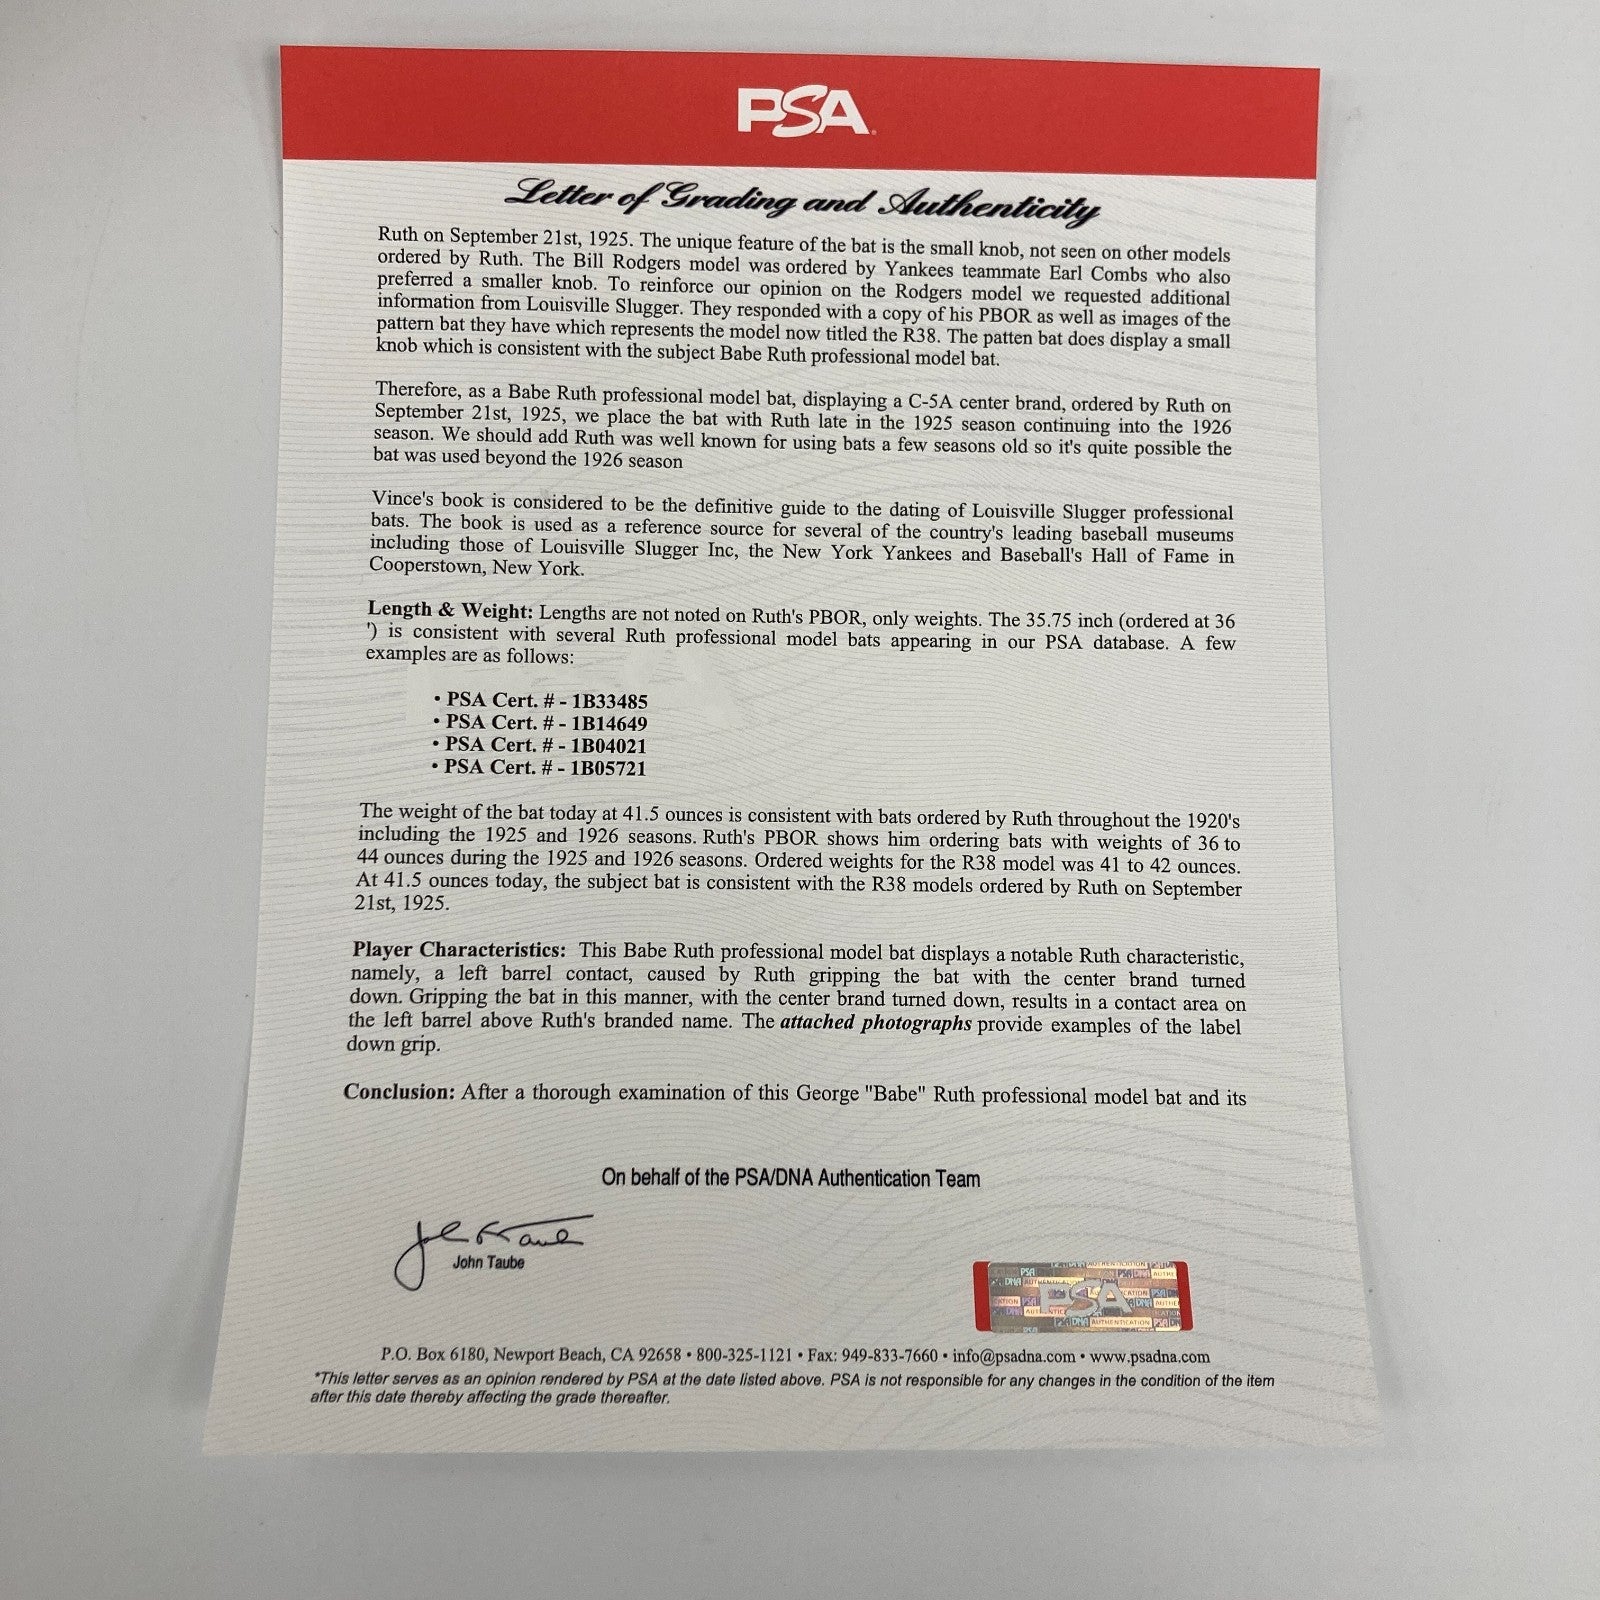 PSA
Letter of Grading and Authenticity
Ruth on September 21st, 1925. The unique feature of the bat is the small knob, not seen on other models
ordered by Ruth. The Bill Rodgers model was ordered by Yankees teammate Earl Combs who also
preferred a smaller knob. To reinforce our opinion on the Rodgers model we requested additional
information from Louisville Slugger. They responded with a copy of his PBOR as well as images of the
pattern bat they have which represents the model now titled the R38. The patten bat does display a small
knob which is consistent with the subject Babe Ruth professional model bat.
Therefore, as a Babe Ruth professional model bat, displaying a C-5A center brand, ordered by Ruth on
September 21st, 1925, we place the bat with Ruth late in the 1925 season continuing into the 1926
season. We should add Ruth was well known for using bats a few seasons old so it's quite possible the
bat was used beyond the 1926 season
Vince's book is considered to be the definitive guide to the dating of Louisville Slugger professional
bats. The book is used as a reference source for several of the country's leading baseball museums
including those of Louisville Slugger Inc, the New York Yankees and Baseball's Hall of Fame in
Cooperstown, New York.
Length & Weight: Lengths are not noted on Ruth's PBOR, only weights. The 35.75 inch (ordered at 36
') is consistent with several Ruth professional model bats appearing in our PSA database. A few
examples are as follows:
• PSA Cert. # - 1B33485
• PSA Cert. # - 1B14649
• PSA Cert. # - 1B04021
• PSA Cert. # - 1B05721
The weight of the bat today at 41.5 ounces is consistent with bats ordered by Ruth throughout the 1920's
including the 1925 and 1926 seasons. Ruth's PBOR shows him ordering bats with weights of 36 to
44 ounces during the 1925 and 1926 seasons. Ordered weights for the R38 model was 41 to 42 ounces.
At 41.5 ounces today, the subject bat is consistent with the R38 models ordered by Ruth on September
21st, 1925.
Player Characteristics: This Babe Ruth professional model bat displays a notable Ruth characteristic,
namely, a left barrel contact, caused by Ruth gripping the bat with the center brand turned
down. Gripping the bat in this manner, with the center brand turned down, results in a contact area on
the left barrel above Ruth's branded name. The attached photographs provide examples of the label
down grip.
Conclusion: After a thorough examination of this George "Babe" Ruth professional model bat and its
On behalf of the PSA/DNA Authentication Team
John Taube
John Taube
PSA
P.O. Box 6180, Newport Beach, CA 92658 • 800-325-1121 • Fax: 949-833-7660 • info@psadna.com • www.psadna.com
*This letter serves as an opinion rendered by PSA at the date listed above. PSA is not responsible for any changes in the condition of the item
after this date thereby affecting the grade thereafter.